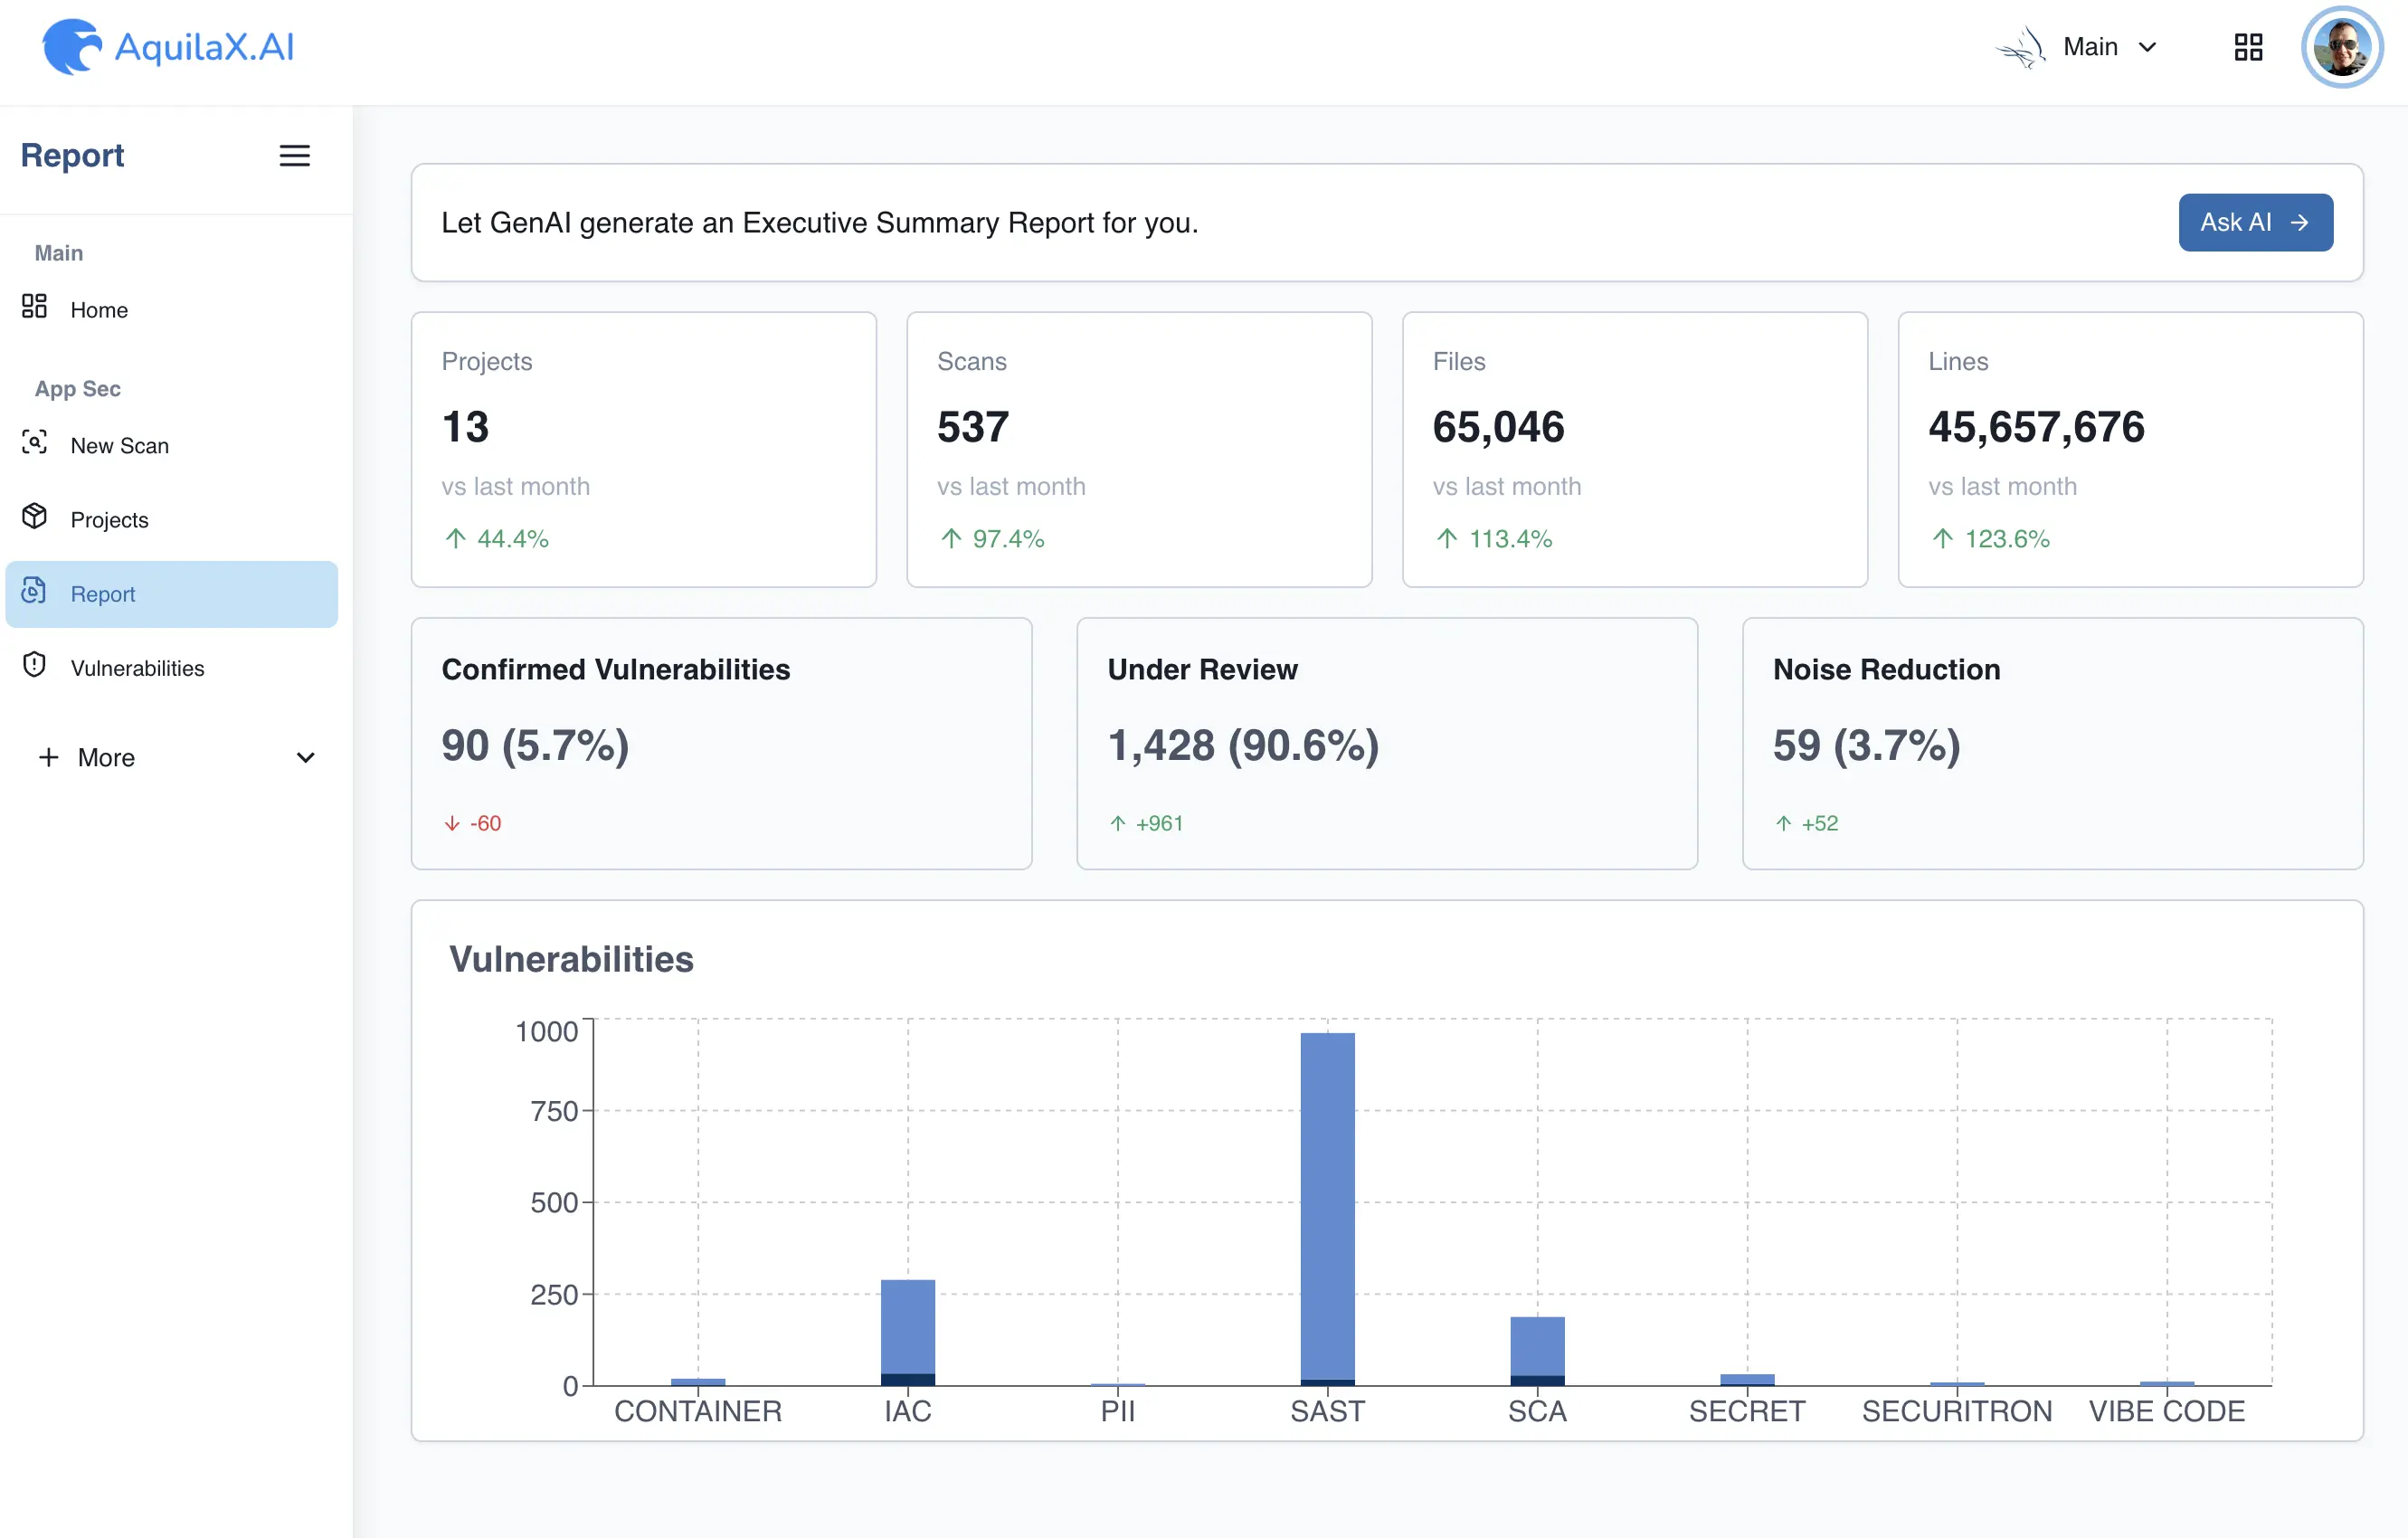 AquilaX.AI
Main
Report
Main
Home
App Sec
New Scan
Projects
Report
Vulnerabilities
More
Let GenAI generate an Executive Summary Report for you.
Ask AI
Projects
13
vs last month
44.4%
Scans
537
vs last month
97.4%
Files
65,046
vs last month
113.4%
Lines
45,657,676
vs last month
123.6%
Confirmed Vulnerabilities
90 (5.7%)
-60
Under Review
1,428 (90.6%)
+961
Noise Reduction
59 (3.7%)
+52
Vulnerabilities
1000
750
500
250
0
CONTAINER IAC PII SAST SCA SECRET SECURITRON VIBE CODE